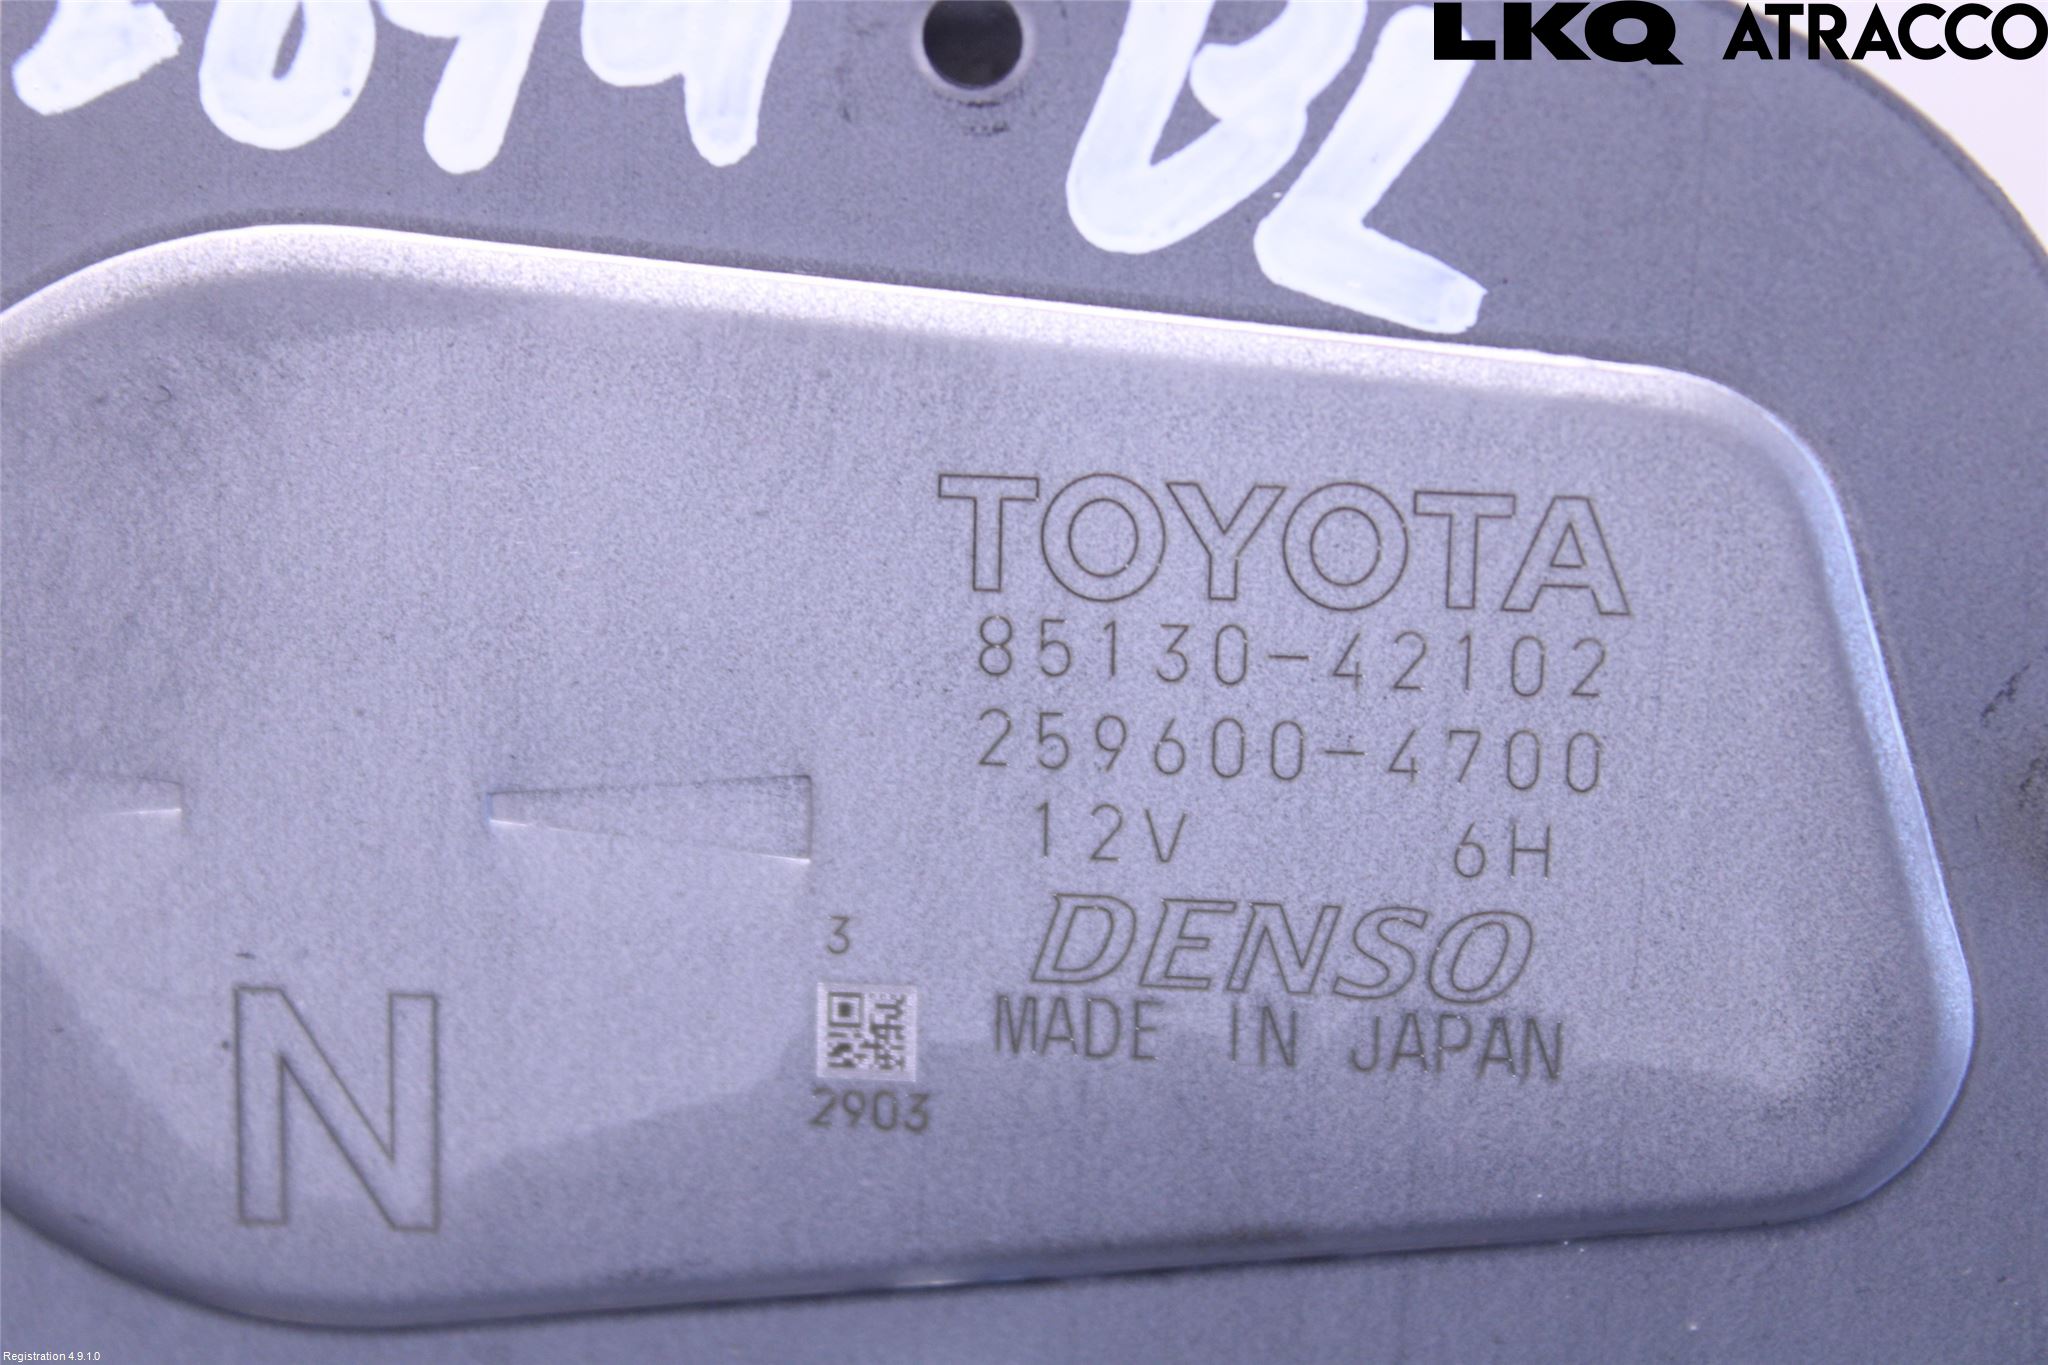 LKQ ATRACCO
BL
TOYOTA
85130-42102
259600-4700
12V 6H
DENSO
MADE IN JAPAN
3
2903
N
Registration 4.9.1.0